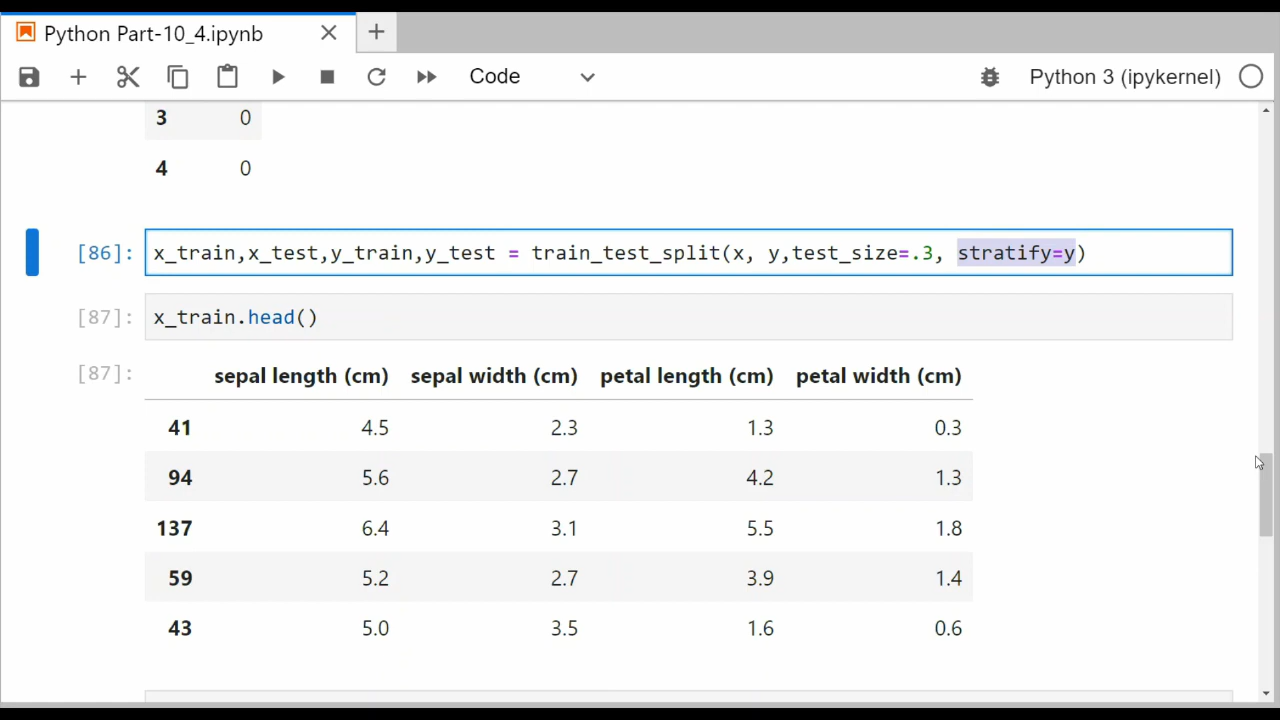 Python Part-10_4.ipynb
Code
Python 3 (ipykernel)
3 0
4 0
[86]: x_train,x_test,y_train,y_test = train_test_split(x, y,test_size=.3, stratify=y)
[87]: x_train.head()
[87]: sepal length (cm) sepal width (cm) petal length (cm) petal width (cm)
41 4.5 2.3 1.3 0.3
94 5.6 2.7 4.2 1.3
137 6.4 3.1 5.5 1.8
59 5.2 2.7 3.9 1.4
43 5.0 3.5 1.6 0.6